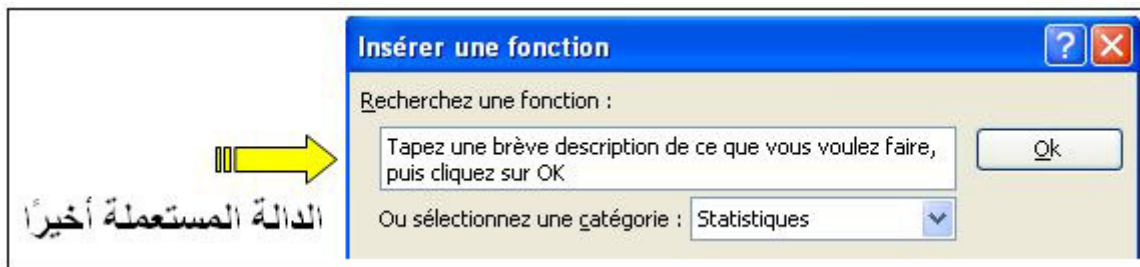 Insérer une fonction
Recherchez une fonction :
Tapez une brève description de ce que vous voulez faire,
puis cliquez sur OK
Ok
Ou sélectionnez une catégorie : Statistiques
الدالة المستعملة أخيرًا